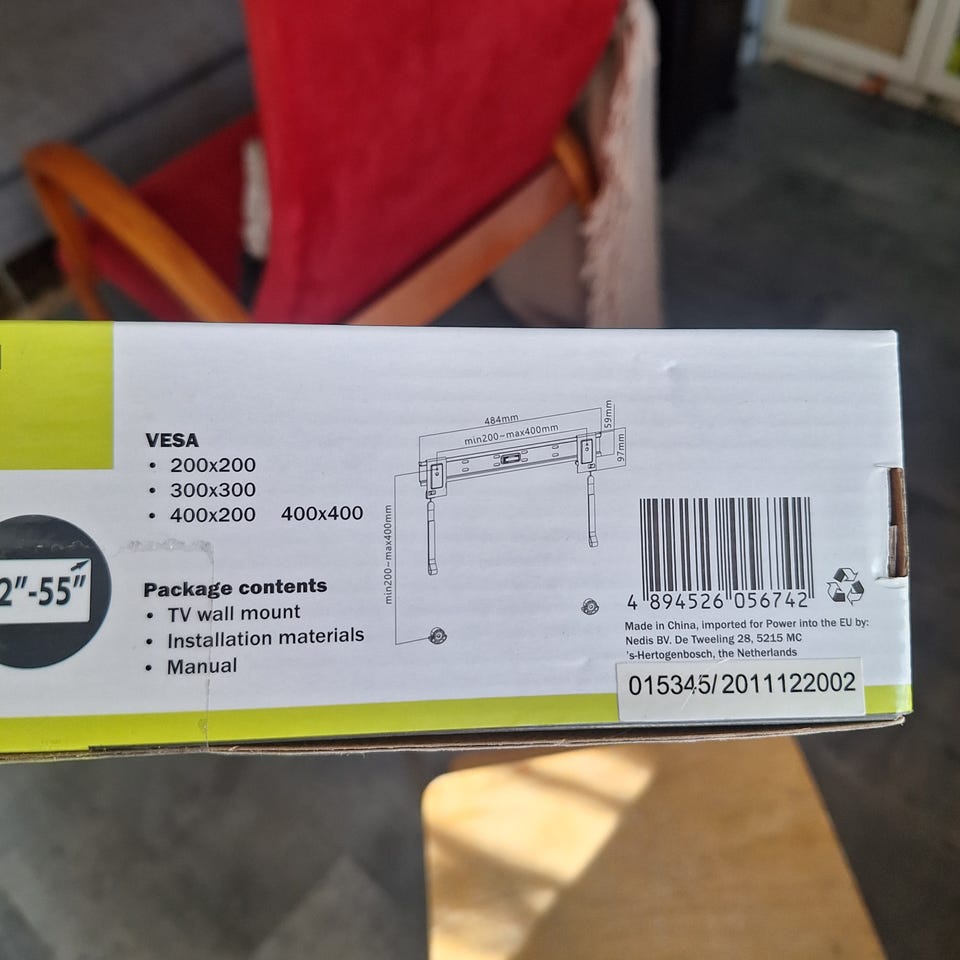 VESA
• 200x200
• 300x300
• 400x200 400x400
2"-55"
Package contents
• TV wall mount
• Installation materials
• Manual
484mm
min200~max400mm
59mm
97mm
min200~max400mm
4 894526 056742
Made in China, imported for Power into the EU by:
Nedis BV. De Tweeling 28, 5215 MC
's-Hertogenbosch, the Netherlands
015345/2011122002